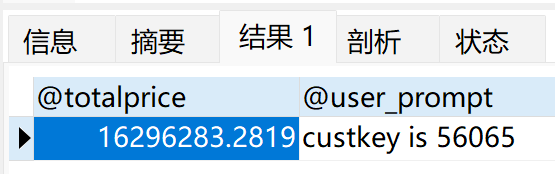 信息 摘要 结果 1 剖析 状态
@totalprice @user_prompt
16296283.2819 custkey is 56065